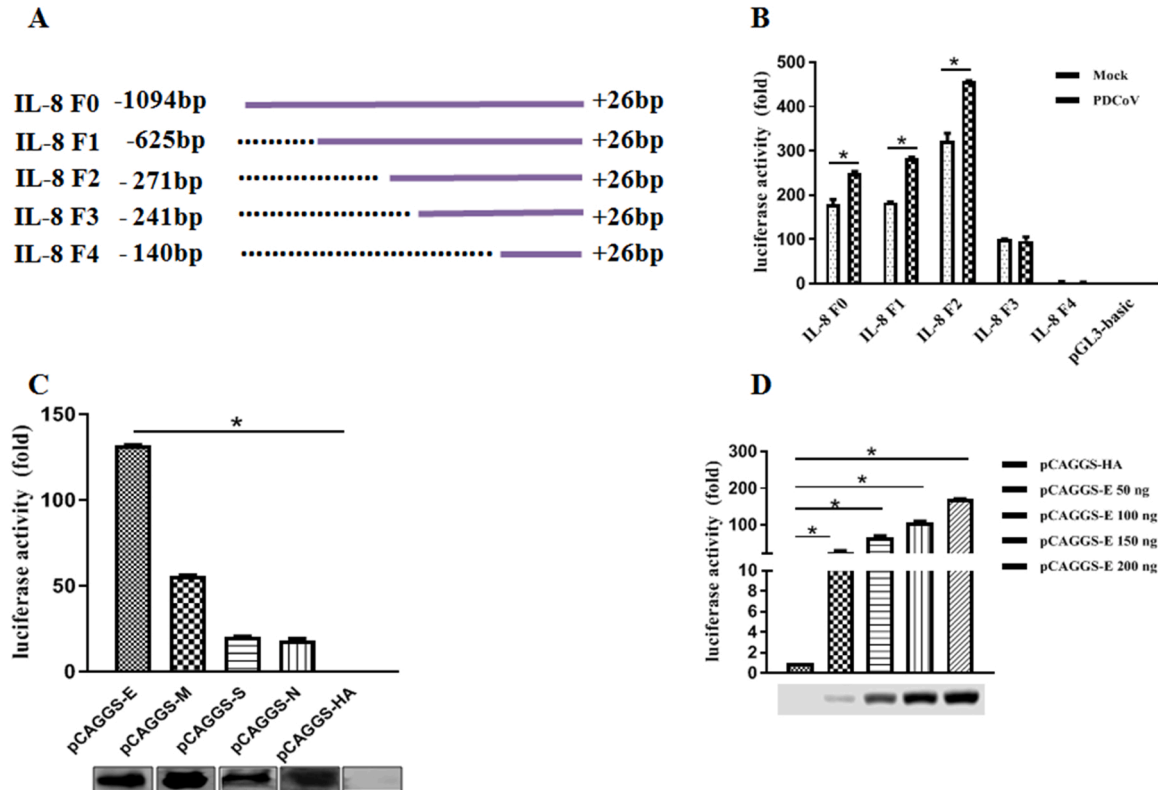 A
IL-8 F0 -1094bp +26bp
IL-8 F1 -625bp +26bp
IL-8 F2 -271bp +26bp
IL-8 F3 -241bp +26bp
IL-8 F4 -140bp +26bp
B
luciferase activity (fold)
500
400
300
200
100
0
* * *
Mock
PDCoV
IL-8 F0
IL-8 F1
IL-8 F2
IL-8 F3
IL-8 F4
pGL3-basic
C
luciferase activity (fold)
150
100
50
0
*
pCAGGS-E
pCAGGS-M
pCAGGS-S
pCAGGS-N
pCAGGS-HA
D
luciferase activity (fold)
300
200
100
10
8
6
4
2
0
*
*
*
*
pCAGGS-HA
pCAGGS-E 50 ng
pCAGGS-E 100 ng
pCAGGS-E 150 ng
pCAGGS-E 200 ng